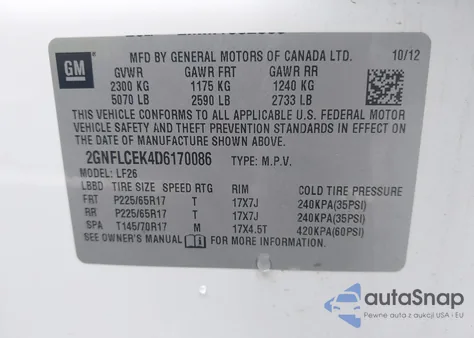 GM
MFD BY GENERAL MOTORS OF CANADA LTD. 10/12
GVWR GAWR FRT GAWR RR
2300 KG 1175 KG 1240 KG
5070 LB 2590 LB 2733 LB
THIS VEHICLE CONFORMS TO ALL APPLICABLE U.S. FEDERAL MOTOR
VEHICLE SAFETY AND THEFT PREVENTION STANDARDS IN EFFECT ON
THE DATE OF MANUFACTURE SHOWN ABOVE.
2GNFLCEK4D6170086 TYPE: M.P.V.
MODEL: LF26
LBBD TIRE SIZE SPEED RTG RIM COLD TIRE PRESSURE
FRT P225/65R17 T 17X7J 240KPA(35PSI)
RR P225/65R17 T 17X7J 240KPA(35PSI)
SPA T145/70R17 M 17X4.5T 420KPA(60PSI)
SEE OWNER'S MANUAL FOR MORE INFORMATION.
autoSnap
Pewne auto z USA - EU